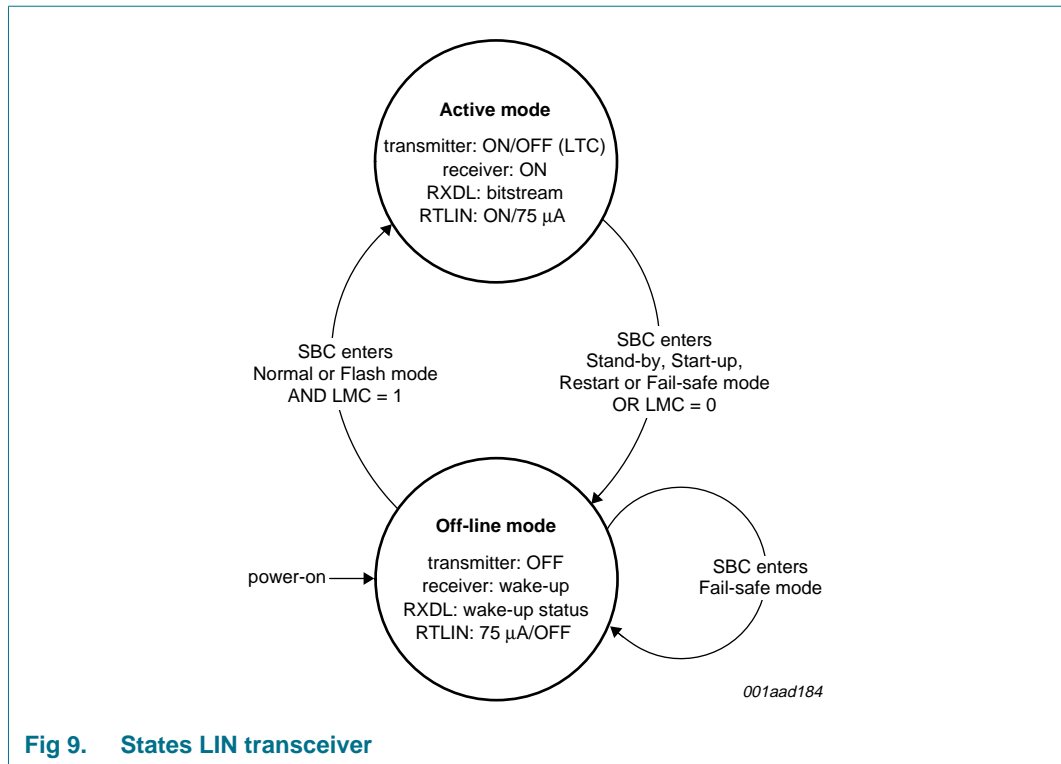 Active mode
transmitter: ON/OFF (LTC)
receiver: ON
RXDL: bitstream
RTLIN: ON/75 μA
SBC enters
Normal or Flash mode
AND LMC = 1
SBC enters
Stand-by, Start-up,
Restart or Fail-safe mode
OR LMC = 0
power-on
Off-line mode
transmitter: OFF
receiver: wake-up
RXDL: wake-up status
RTLIN: 75 μA/OFF
SBC enters
Fail-safe mode
001aad184
Fig 9. States LIN transceiver